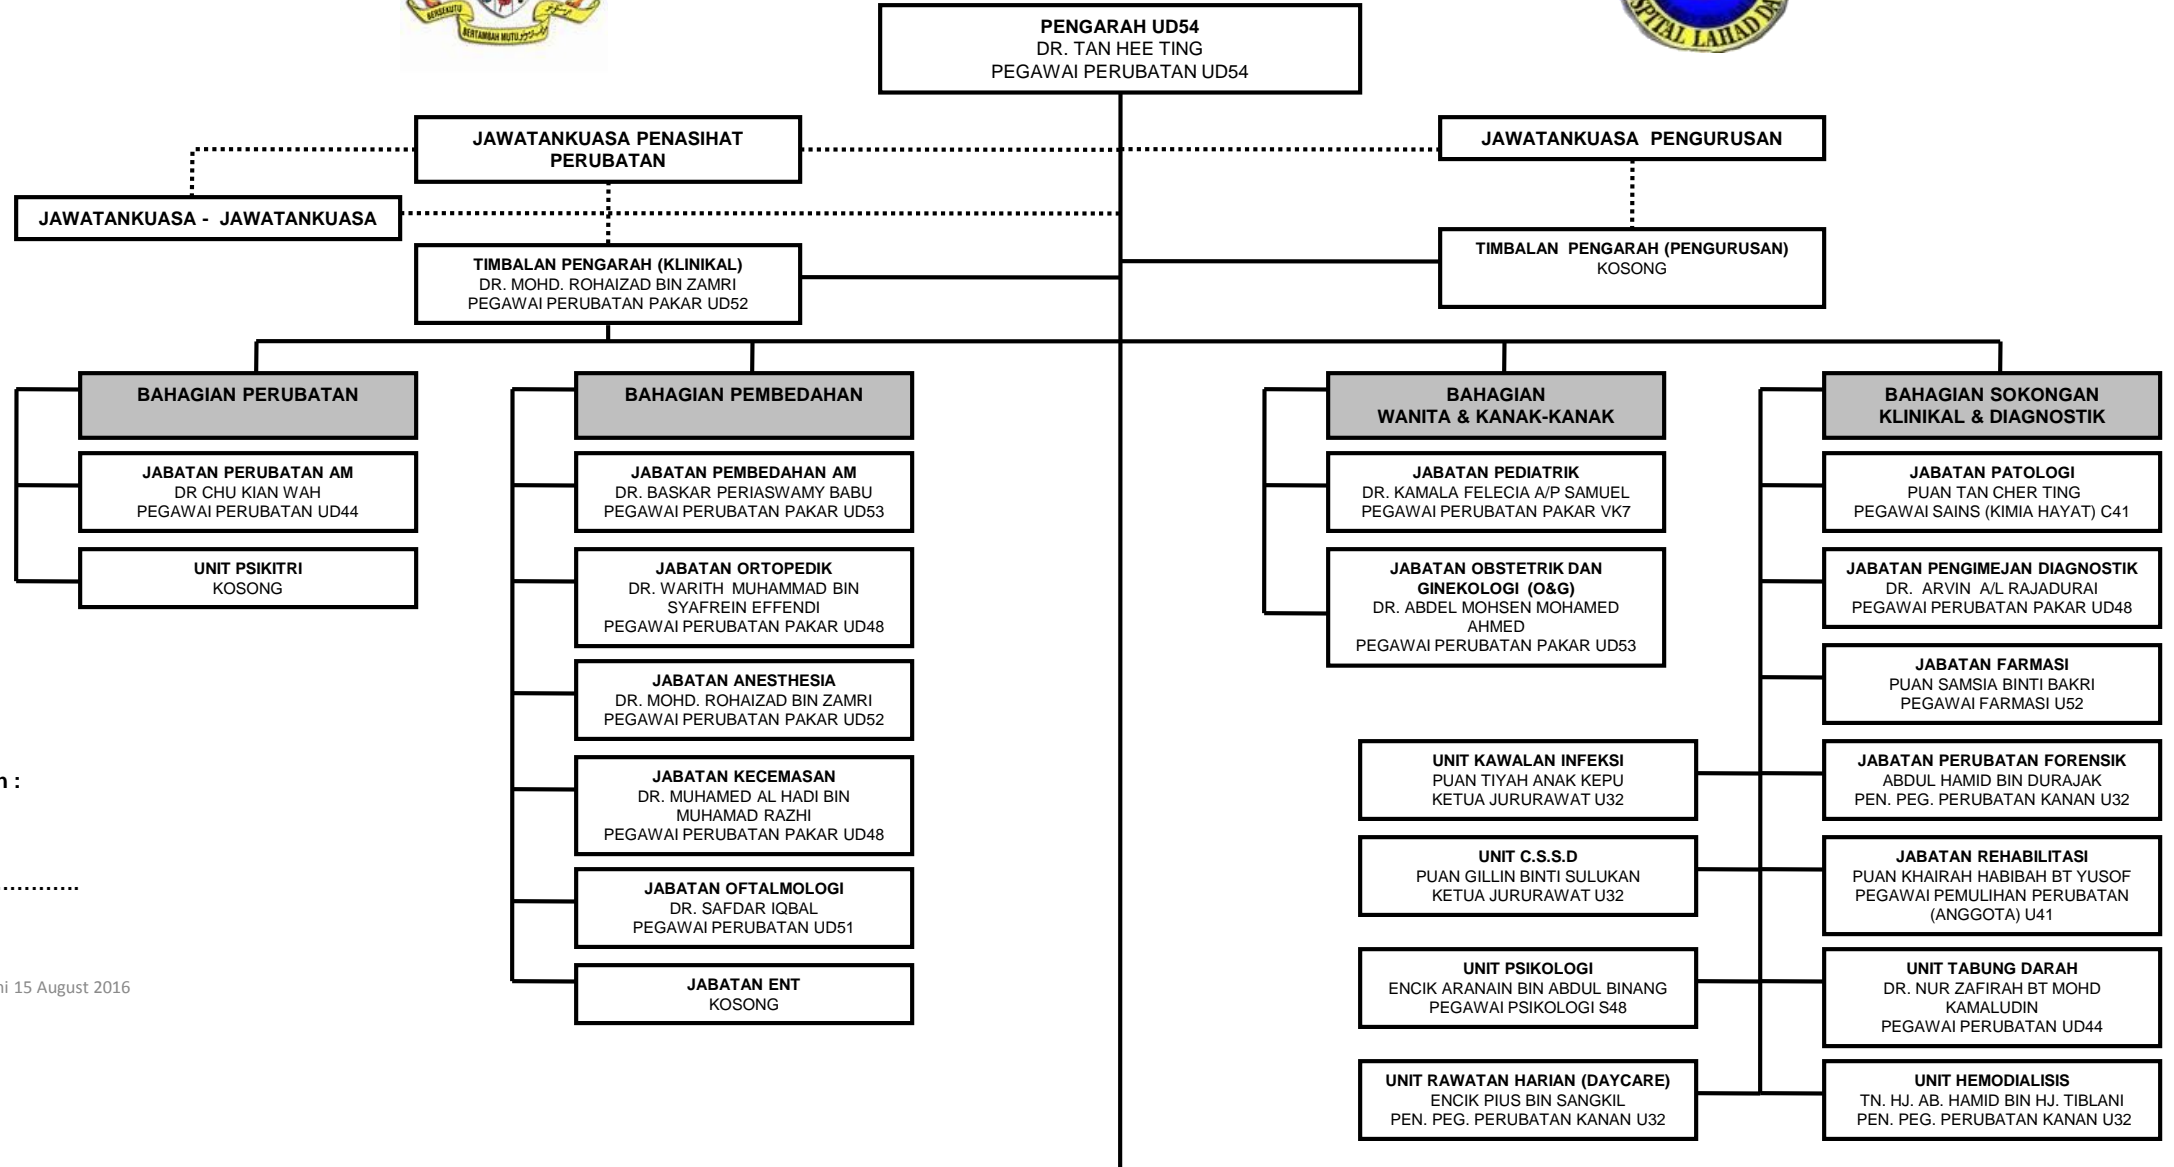 BERSEKUTU
BERTAMBAH MUTU
HOSPITAL LAHAD DA
PENGARAH UD54
DR. TAN HEE TING
PEGAWAI PERUBATAN UD54
JAWATANKUASA PENASIHAT
PERUBATAN
JAWATANKUASA PENGURUSAN
JAWATANKUASA - JAWATANKUASA
TIMBALAN PENGARAH (KLINIKAL)
DR. MOHD. ROHAIZAD BIN ZAMRI
PEGAWAI PERUBATAN PAKAR UD52
TIMBALAN PENGARAH (PENGURUSAN)
KOSONG
BAHAGIAN PERUBATAN
JABATAN PERUBATAN AM
DR CHU KIAN WAH
PEGAWAI PERUBATAN UD44
UNIT PSIKITRI
KOSONG
BAHAGIAN PEMBEDAHAN
JABATAN PEMBEDAHAN AM
DR. BASKAR PERIASWAMY BABU
PEGAWAI PERUBATAN PAKAR UD53
JABATAN ORTOPEDIK
DR. WARITH MUHAMMAD BIN
SYAFREIN EFFENDI
PEGAWAI PERUBATAN PAKAR UD48
JABATAN ANESTHESIA
DR. MOHD. ROHAIZAD BIN ZAMRI
PEGAWAI PERUBATAN PAKAR UD52
JABATAN KECEMASAN
DR. MUHAMED AL HADI BIN
MUHAMAD RAZHI
PEGAWAI PERUBATAN PAKAR UD48
JABATAN OFTALMOLOGI
DR. SAFDAR IQBAL
PEGAWAI PERUBATAN UD51
JABATAN ENT
KOSONG
BAHAGIAN
WANITA & KANAK-KANAK
JABATAN PEDIATRIK
DR. KAMALA FELECIA A/P SAMUEL
PEGAWAI PERUBATAN PAKAR VK7
JABATAN OBSTETRIK DAN
GINEKOLOGI (O&G)
DR. ABDEL MOHSEN MOHAMED
AHMED
PEGAWAI PERUBATAN PAKAR UD53
BAHAGIAN SOKONGAN
KLINIKAL & DIAGNOSTIK
JABATAN PATOLOGI
PUAN TAN CHER TING
PEGAWAI SAINS (KIMIA HAYAT) C41
JABATAN PENGIMEJAN DIAGNOSTIK
DR. ARVIN A/L RAJADURAI
PEGAWAI PERUBATAN PAKAR UD48
JABATAN FARMASI
PUAN SAMSIA BINTI BAKRI
PEGAWAI FARMASI U52
UNIT KAWALAN INFEKSI
PUAN TIYAH ANAK KEPU
KETUA JURURAWAT U32
JABATAN PERUBATAN FORENSIK
ABDUL HAMID BIN DURAJAK
PEN. PEG. PERUBATAN KANAN U32
UNIT C.S.S.D
PUAN GILLIN BINTI SULUKAN
KETUA JURURAWAT U32
JABATAN REHABILITASI
PUAN KHAIRAH HABIBAH BT YUSOF
PEGAWAI PEMULIHAN PERUBATAN
(ANGGOTA) U41
UNIT PSIKOLOGI
ENCIK ARANAIN BIN ABDUL BINANG
PEGAWAI PSIKOLOGI S48
UNIT TABUNG DARAH
DR. NUR ZAFIRAH BT MOHD
KAMALUDIN
PEGAWAI PERUBATAN UD44
UNIT RAWATAN HARIAN (DAYCARE)
ENCIK PIUS BIN SANGKIL
PEN. PEG. PERUBATAN KANAN U32
UNIT HEMODIALISIS
TN. HJ. AB. HAMID BIN HJ. TIBLANI
PEN. PEG. PERUBATAN KANAN U32
n :
............
ni 15 August 2016